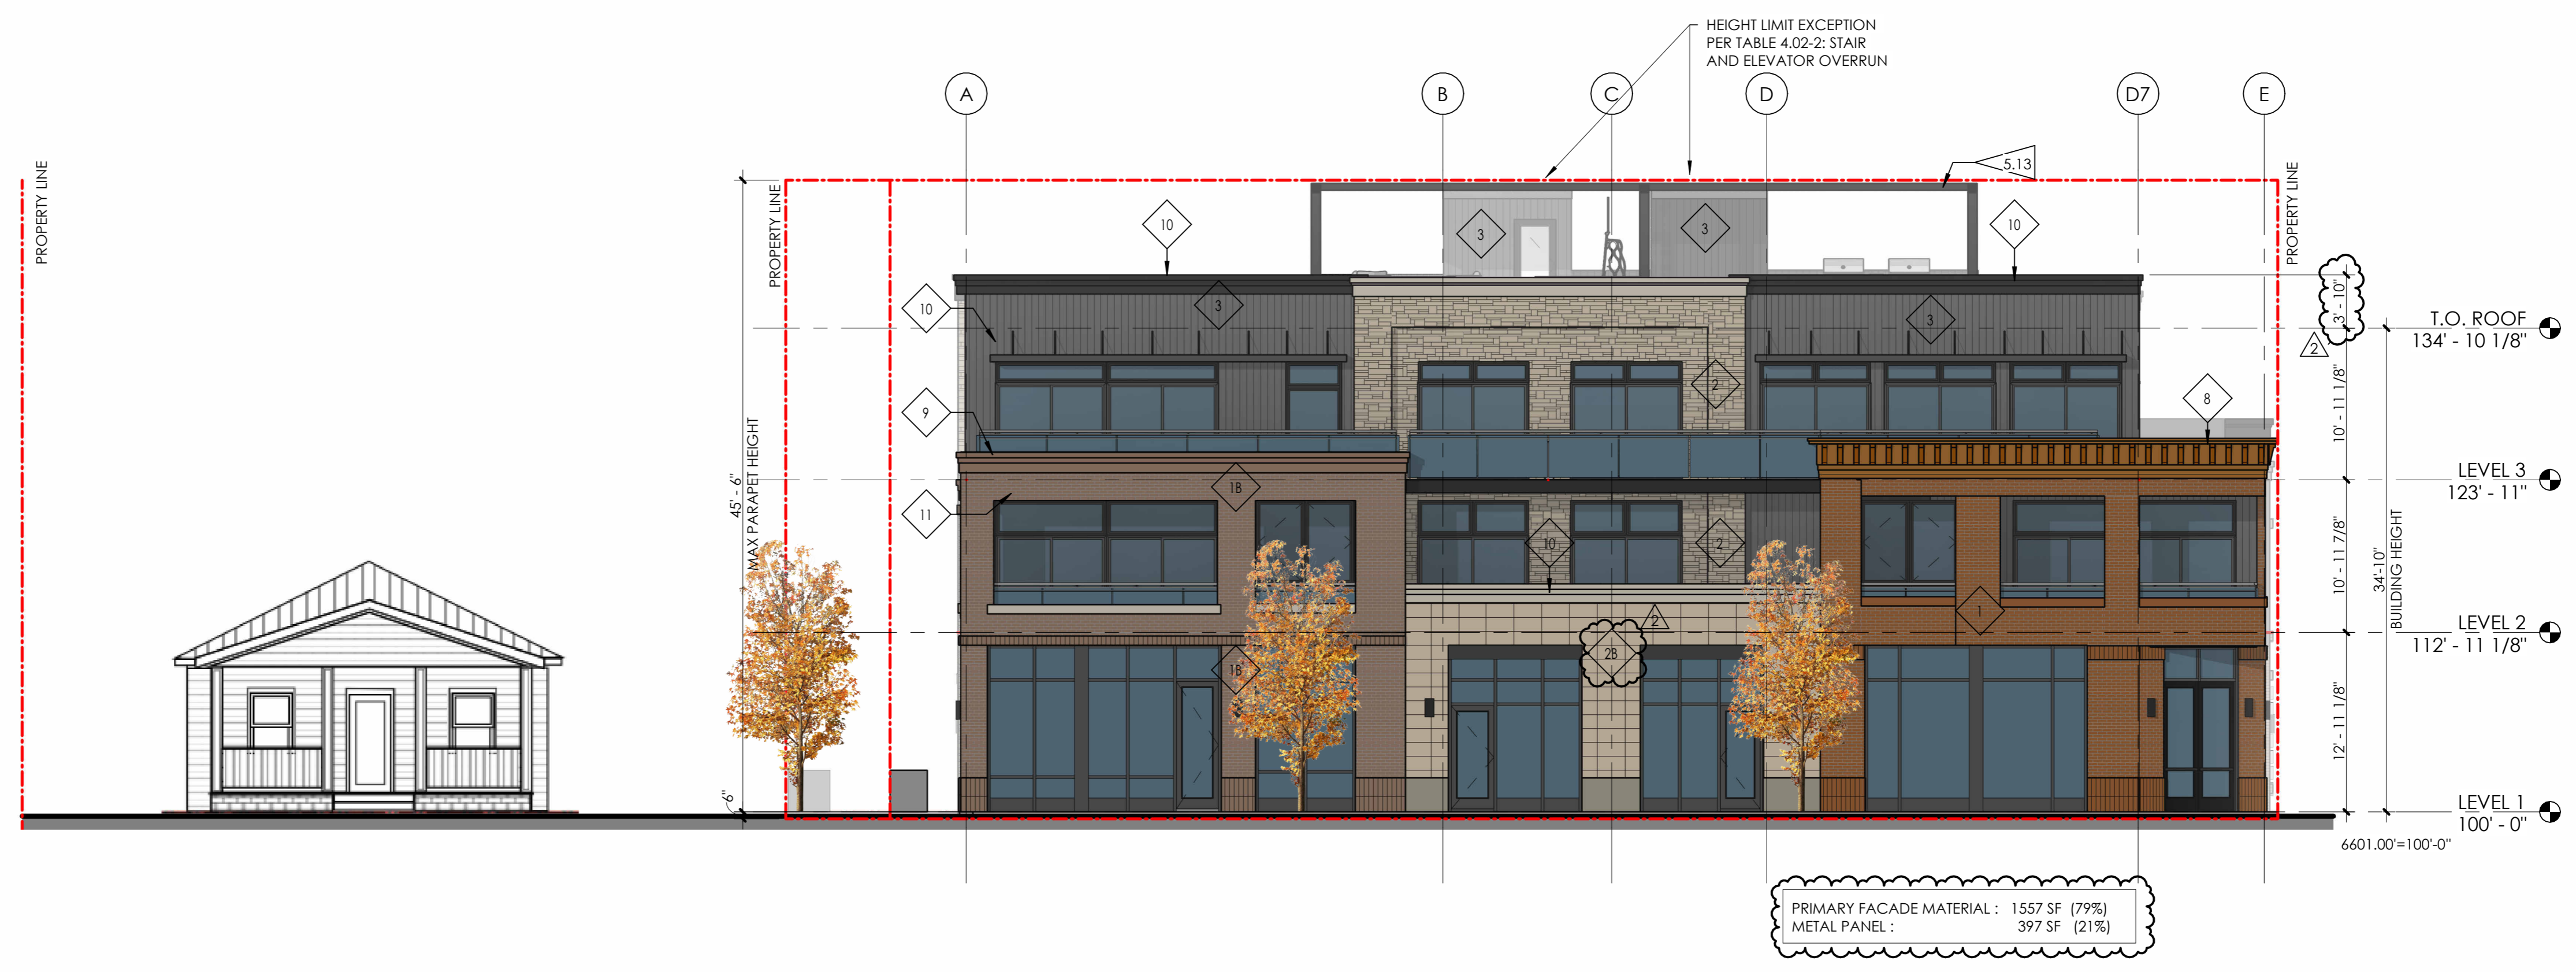 HEIGHT LIMIT EXCEPTION
PER TABLE 4.02-2: STAIR
AND ELEVATOR OVERRUN
A
B
C
D
D7
E
5.13
PROPERTY LINE
PROPERTY LINE
PROPERTY LINE
10
3
3
10
10
3
3
3' - 10"
2
T.O. ROOF
134' - 10 1/8"
9
2
8
10' - 11 1/8"
45' - 6"
MAX PARAPET HEIGHT
11
1B
LEVEL 3
123' - 11"
10
2
10' - 11 7/8"
34'-10"
BUILDING HEIGHT
1
2
2B
1B
LEVEL 2
112' - 11 1/8"
12' - 11 1/8"
6"
LEVEL 1
100' - 0"
6601.00'=100'-0"
PRIMARY FACADE MATERIAL : 1557 SF (79%)
METAL PANEL : 397 SF (21%)